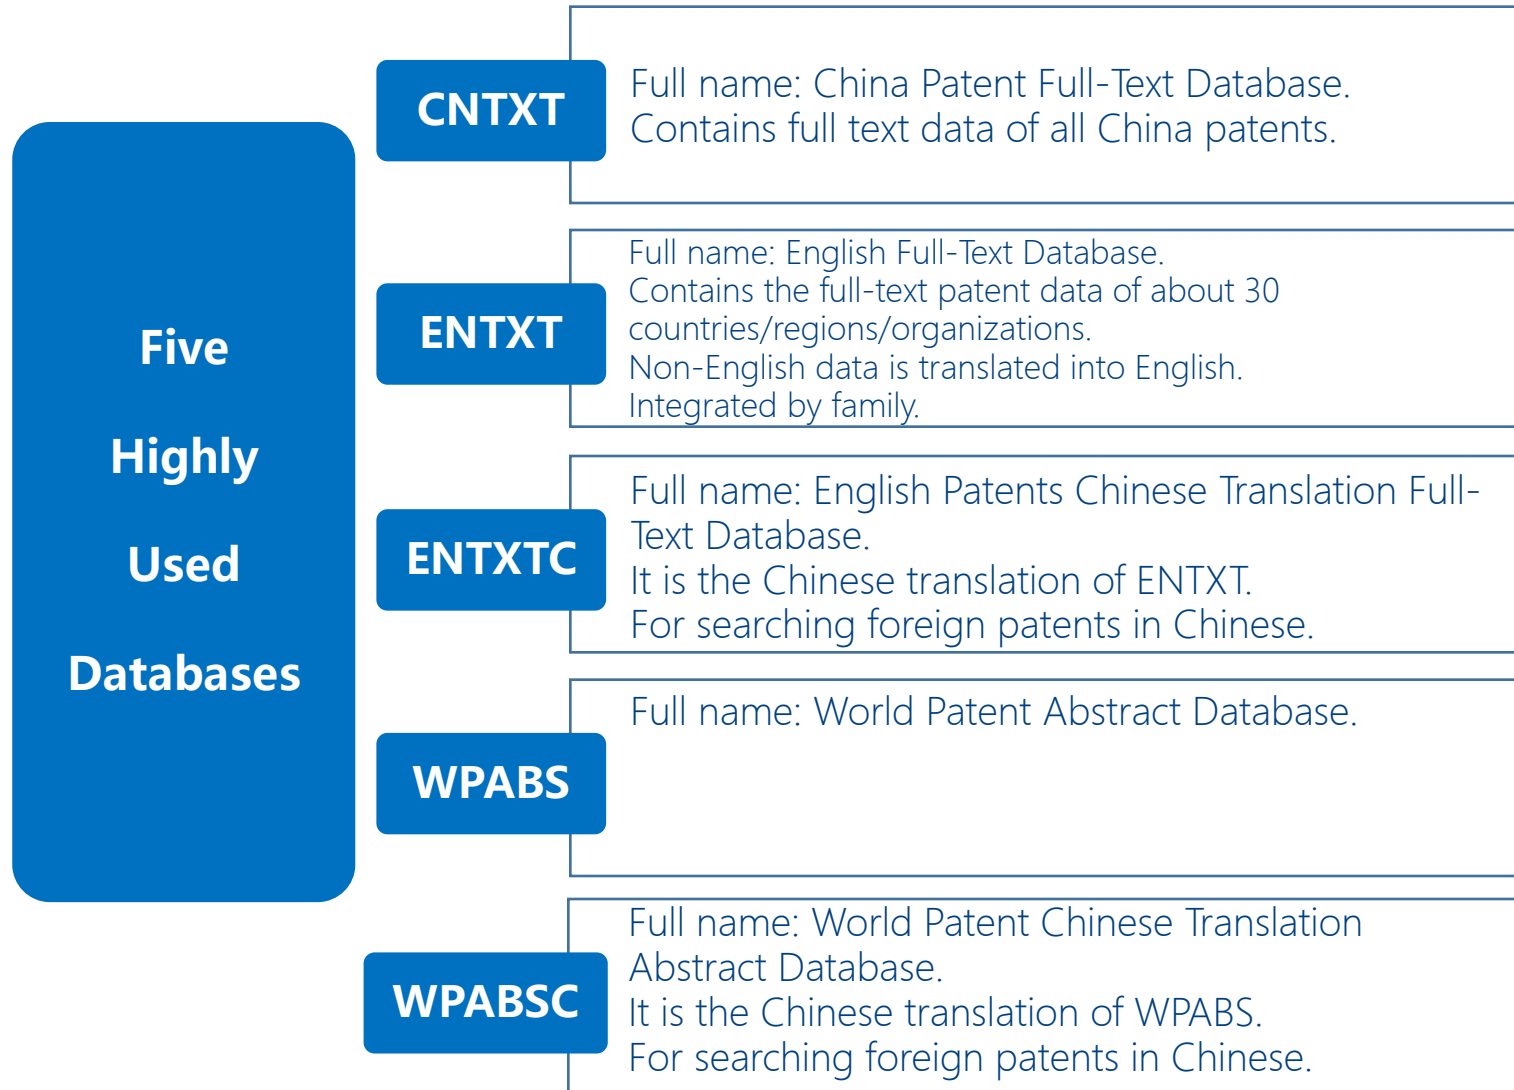 Five
Highly
Used
Databases
CNTXT
Full name: China Patent Full-Text Database.
Contains full text data of all China patents.
ENTXT
Full name: English Full-Text Database.
Contains the full-text patent data of about 30
countries/regions/organizations.
Non-English data is translated into English.
Integrated by family.
ENTXTC
Full name: English Patents Chinese Translation Full-
Text Database.
It is the Chinese translation of ENTXT.
For searching foreign patents in Chinese.
WPABS
Full name: World Patent Abstract Database.
WPABSC
Full name: World Patent Chinese Translation
Abstract Database.
It is the Chinese translation of WPABS.
For searching foreign patents in Chinese.